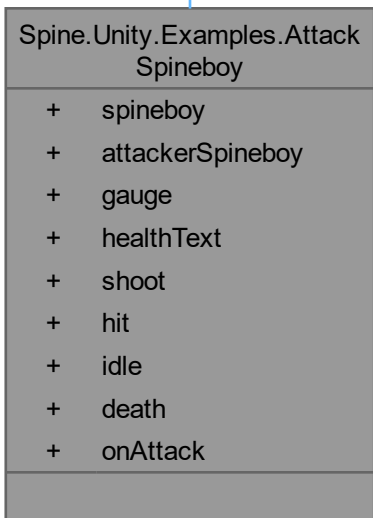 Spine.Unity.Examples.Attack
Spineboy
+ spineboy
+ attackerSpineboy
+ gauge
+ healthText
+ shoot
+ hit
+ idle
+ death
+ onAttack